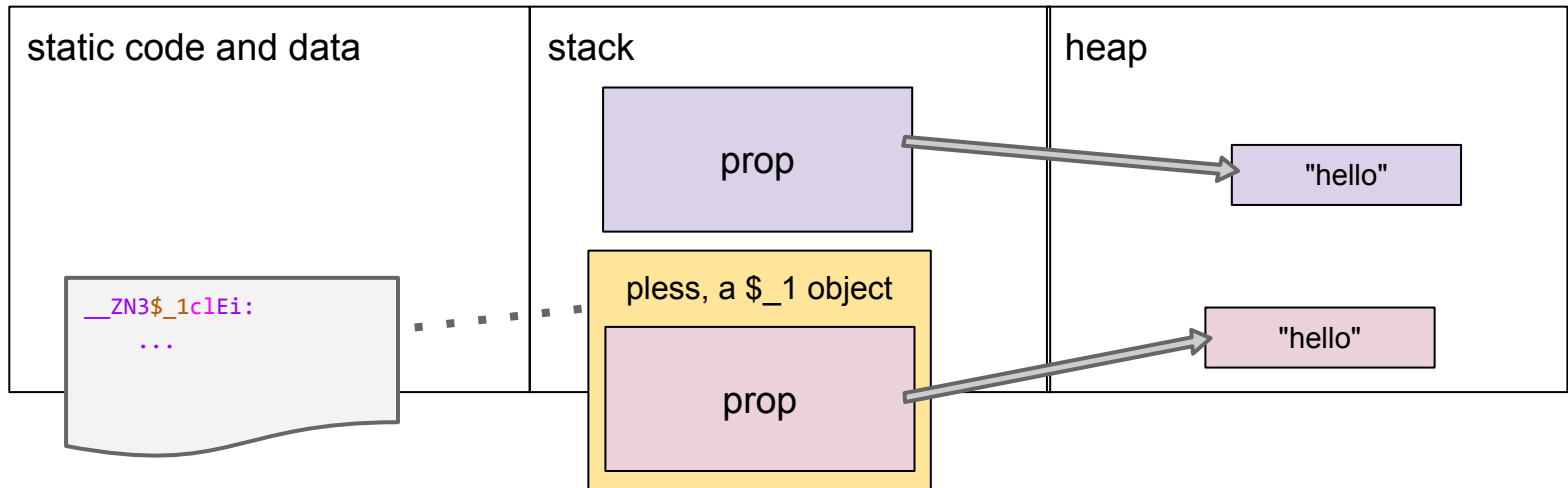 static code and data
stack
heap
prop
"hello"
__ZN3$_1clEi:
...
pless, a $_1 object
prop
"hello"